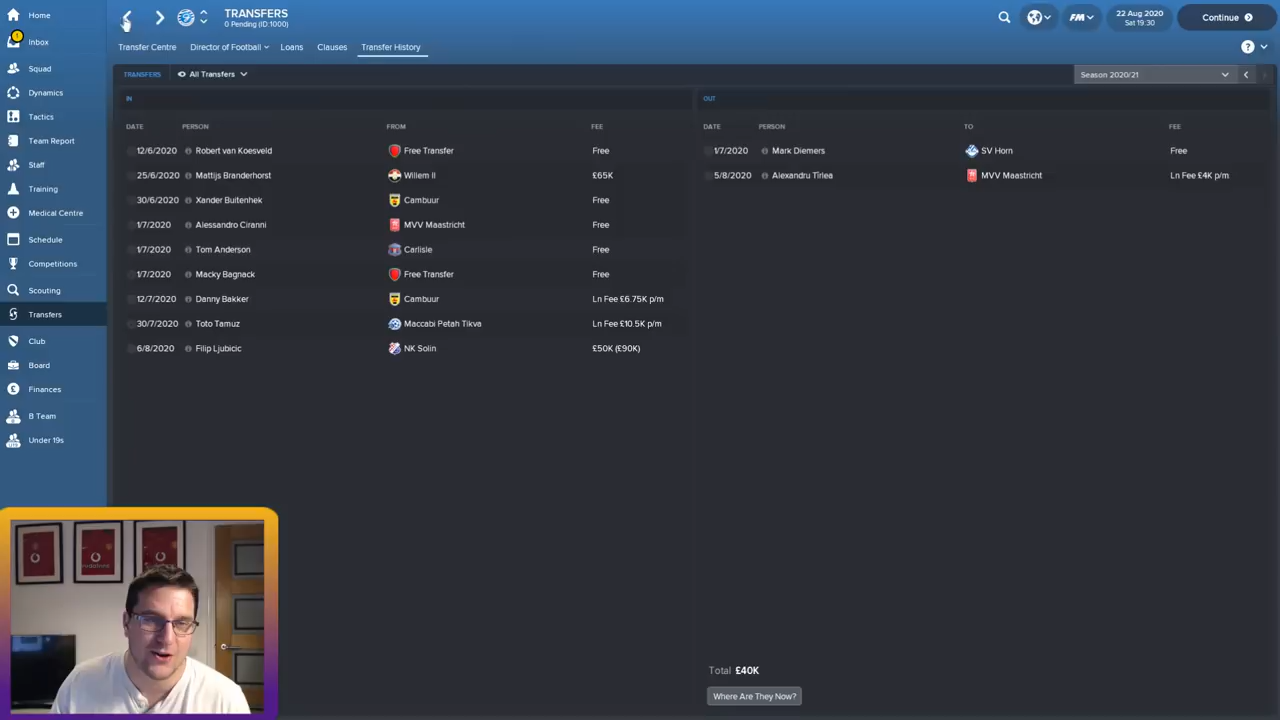 Home
TRANSFERS
0 Pending (ID:1000)
22 Aug 2020
Sat 19:30
FM
Continue
1
Inbox
Squad
Dynamics
Tactics
Team Report
Staff
Training
Medical Centre
Schedule
Competitions
Scouting
Transfers
Club
Board
Finances
B Team
Under 19s
Transfer Centre
Director of Football
Loans
Clauses
Transfer History
?
TRANSFERS
All Transfers
Season 2020/21
IN
DATE PERSON FROM FEE
12/6/2020 Robert van Koesveld Free Transfer Free
25/6/2020 Mattijs Branderhorst Willem II £65K
30/6/2020 Xander Buitenhek Cambuur Free
1/7/2020 Alessandro Ciranni MVV Maastricht Free
1/7/2020 Tom Anderson Carlisle Free
1/7/2020 Macky Bagnack Free Transfer Free
12/7/2020 Danny Bakker Cambuur Ln Fee £6.75K p/m
30/7/2020 Toto Tamuz Maccabi Petah Tikva Ln Fee £10.5K p/m
6/8/2020 Filip Ljubicic NK Solin £50K (£90K)
OUT
DATE PERSON TO FEE
1/7/2020 Mark Diemers SV Horn Free
5/8/2020 Alexandru Tîrlea MVV Maastricht Ln Fee £4K p/m
Total £40K
Where Are They Now?
vodafone